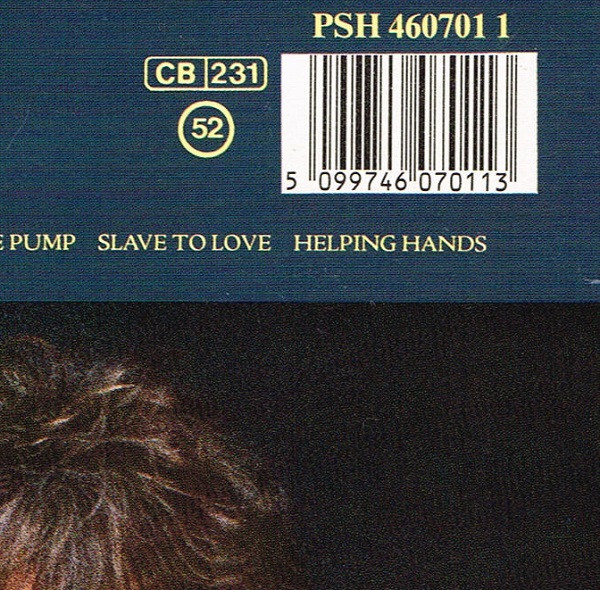 PSH 460701 1
CB 231
52
5 099746 070113
E PUMP SLAVE TO LOVE HELPING HANDS